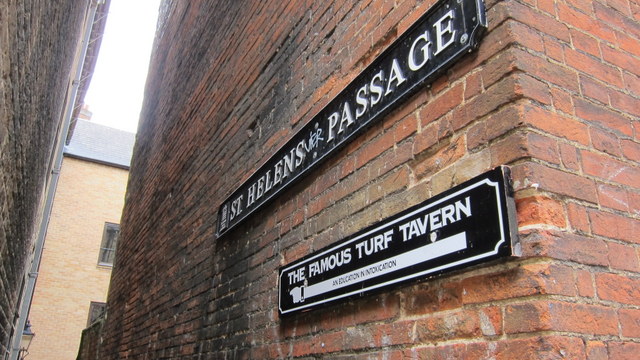 ST. HELENS PASSAGE.
THE FAMOUS TURF TAVERN
AN EDUCATION IN INTOXICATION